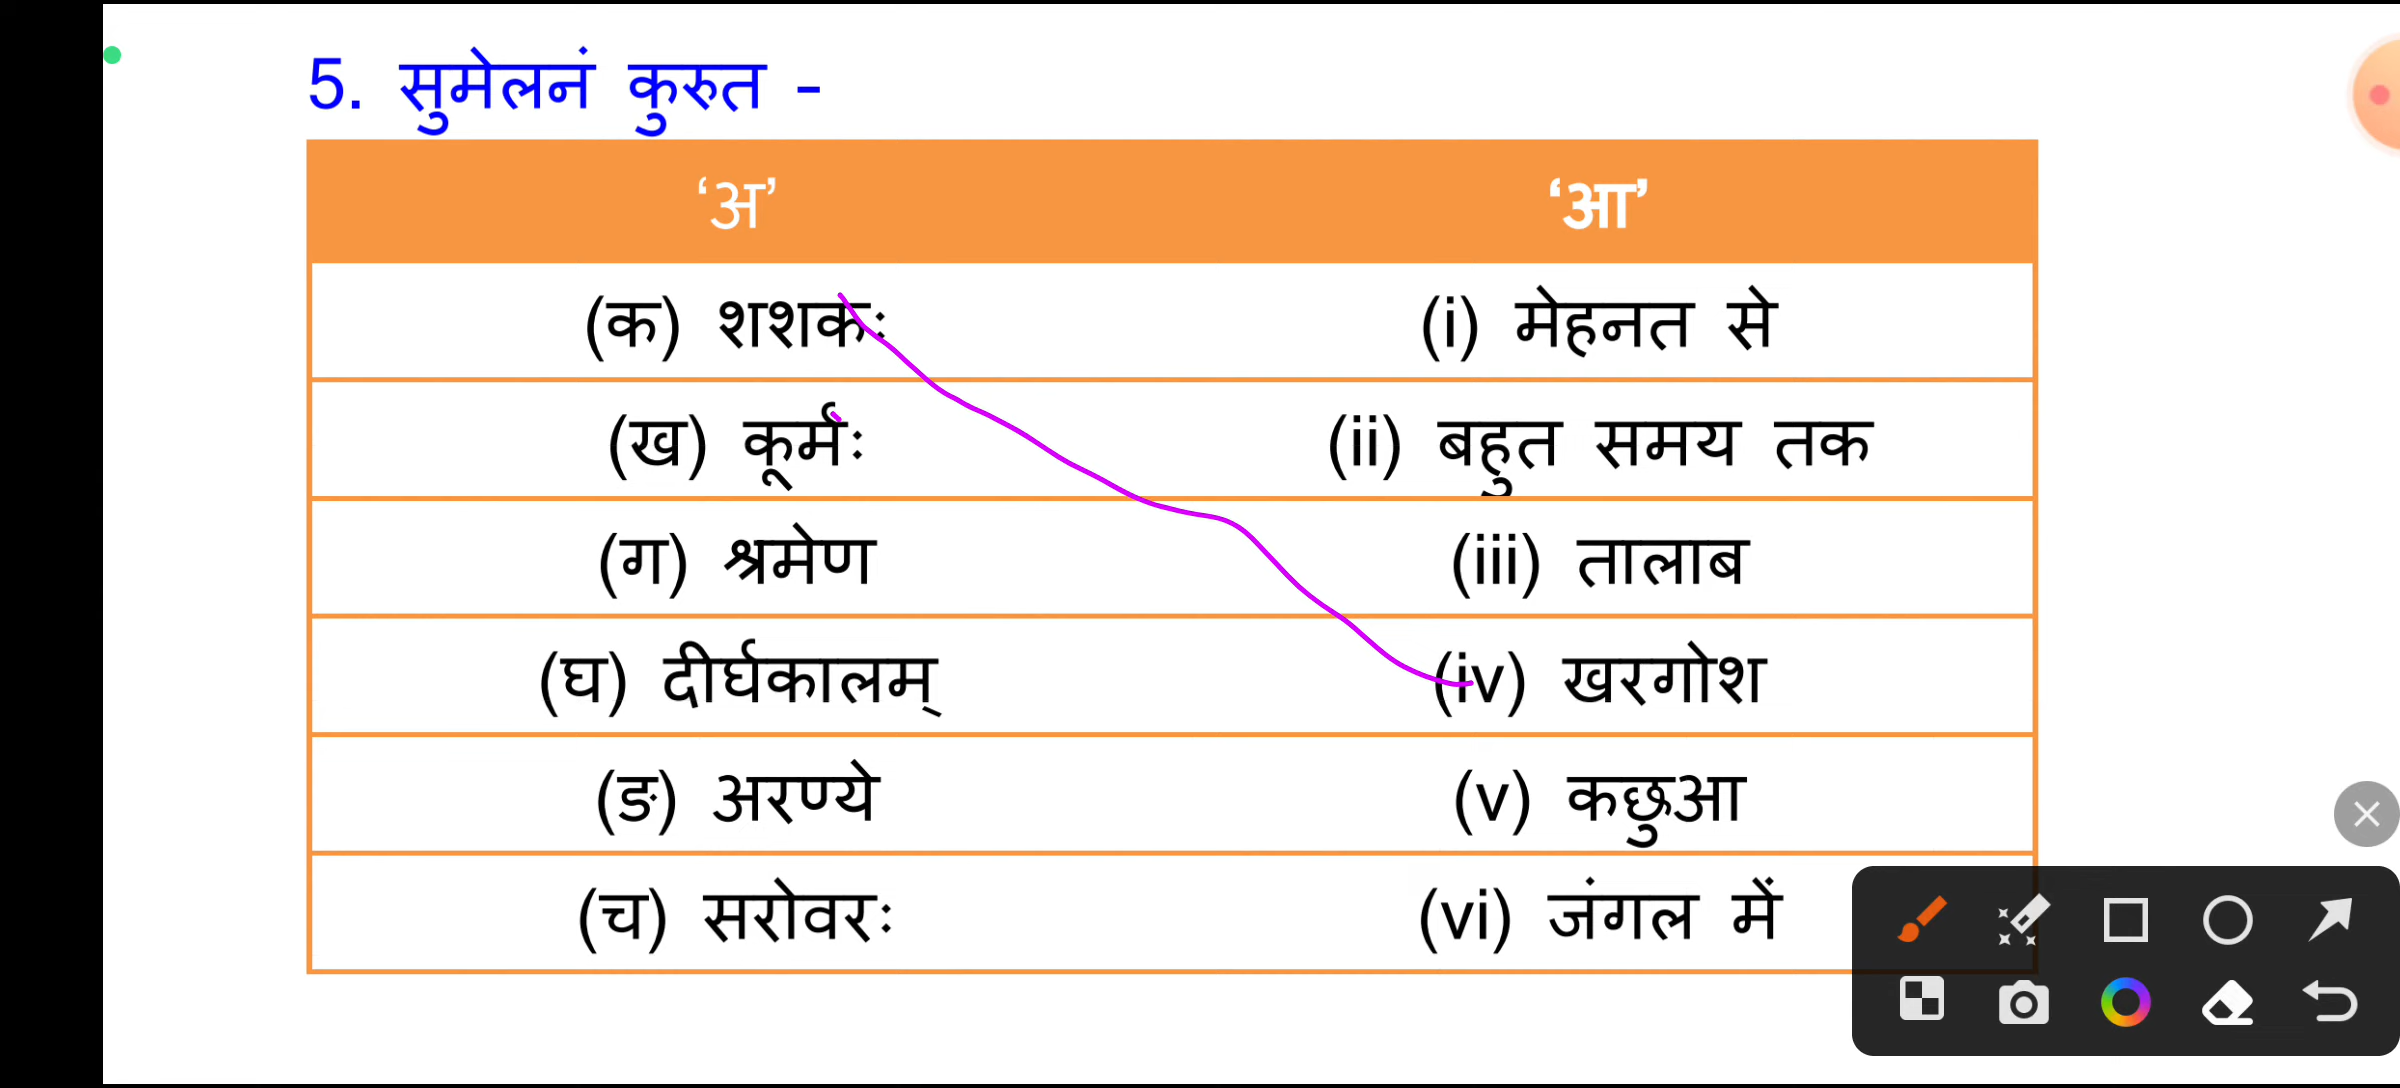 5. सुमेलनं कुरुत -
‘अ’ ‘आ’
(क) शशकः (i) मेहनत से
(ख) कूर्मः (ii) बहुत समय तक
(ग) श्रमेण (iii) तालाब
(घ) दीर्घकालम् (iv) खरगोश
(ङ) अरण्ये (v) कछुआ
(च) सरोवरः (vi) जंगल में